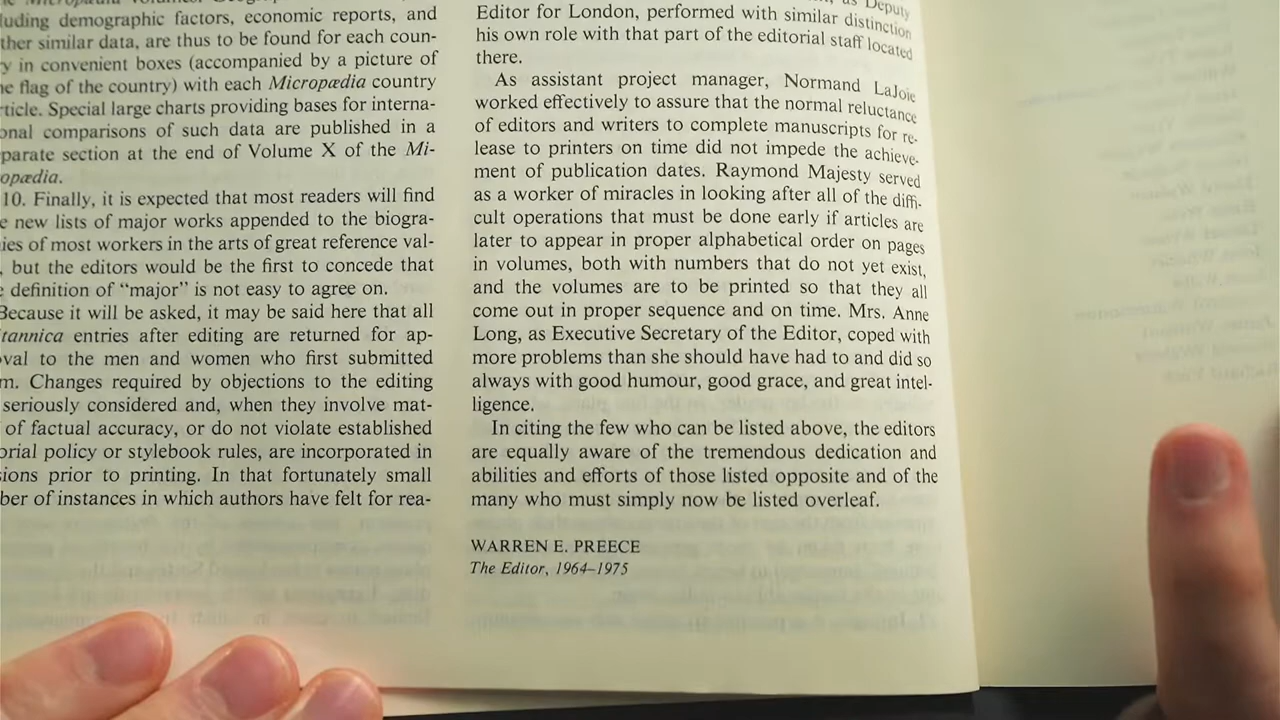 luding demographic factors, economic reports, and
ther similar data, are thus to be found for each coun-
y in convenient boxes (accompanied by a picture of
e flag of the country) with each Micropædia country
rticle. Special large charts providing bases for interna-
onal comparisons of such data are published in a
parate section at the end of Volume X of the Mi-
opædia.
10. Finally, it is expected that most readers will find
e new lists of major works appended to the biogra-
ies of most workers in the arts of great reference val-
, but the editors would be the first to concede that
e definition of “major” is not easy to agree on.
Because it will be asked, it may be said here that all
tannica entries after editing are returned for ap-
val to the men and women who first submitted
m. Changes required by objections to the editing
seriously considered and, when they involve mat-
of factual accuracy, or do not violate established
orial policy or stylebook rules, are incorporated in
sions prior to printing. In that fortunately small
ber of instances in which authors have felt for rea-
as Deputy
Editor for London, performed with similar distinction
his own role with that part of the editorial staff located
there.
As assistant project manager, Normand LaJoie
worked effectively to assure that the normal reluctance
of editors and writers to complete manuscripts for re-
lease to printers on time did not impede the achieve-
ment of publication dates. Raymond Majesty served
as a worker of miracles in looking after all of the diffi-
cult operations that must be done early if articles are
later to appear in proper alphabetical order on pages
in volumes, both with numbers that do not yet exist,
and the volumes are to be printed so that they all
come out in proper sequence and on time. Mrs. Anne
Long, as Executive Secretary of the Editor, coped with
more problems than she should have had to and did so
always with good humour, good grace, and great intel-
ligence.
In citing the few who can be listed above, the editors
are equally aware of the tremendous dedication and
abilities and efforts of those listed opposite and of the
many who must simply now be listed overleaf.
WARREN E. PREECE
The Editor, 1964–1975